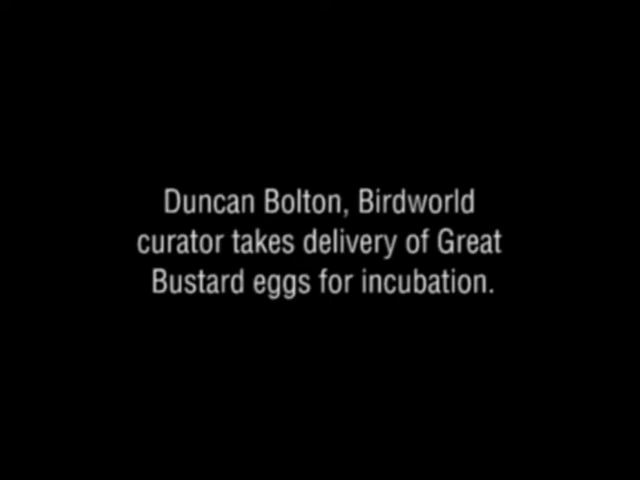 Duncan Bolton, Birdworld
curator takes delivery of Great
Bustard eggs for incubation.